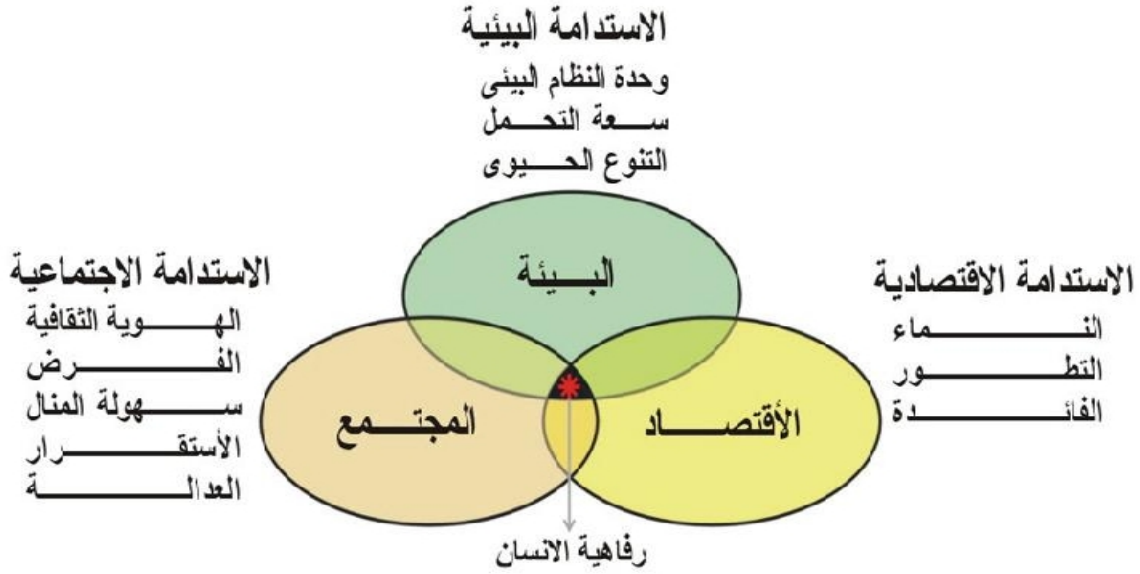 الاستدامة البيئية
وحدة النظام البيئى
سعة التحمل
التنوع الحيوى
البيئة
الاستدامة الاقتصادية
النماء
التطور
الفائدة
الاستدامة الاجتماعية
الهوية الثقافية
الفرض
سهولة المنال
الأستقرار
العدالة
الأقتصاد
المجتمع
رفاهية الانسان